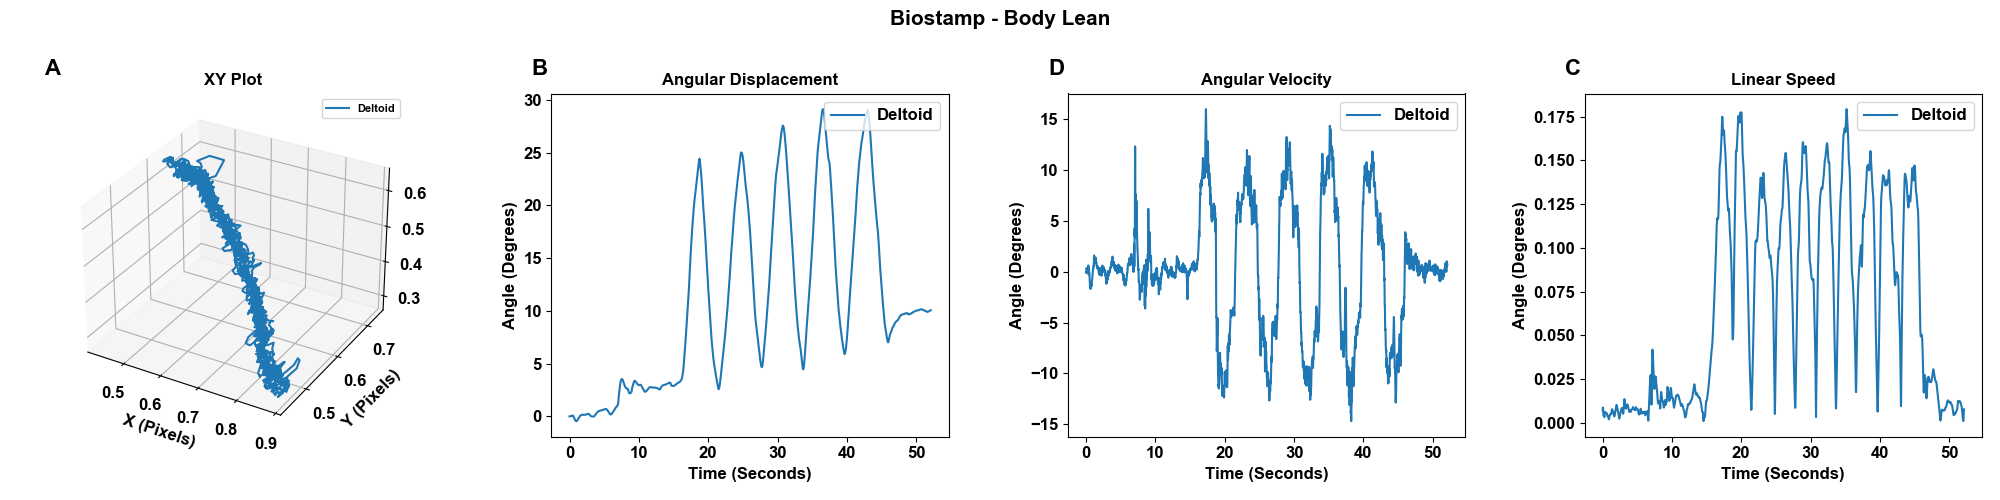 Biostamp - Body Lean
A
XY Plot
Deltoid
0.6
0.5
0.4
0.3
0.7
0.6
0.5
Y (Pixels)
0.5
0.6
0.7
0.8
0.9
X (Pixels)
B
Angular Displacement
Deltoid
30
25
20
15
10
5
0
Angle (Degrees)
0 10 20 30 40 50
Time (Seconds)
D
Angular Velocity
Deltoid
15
10
5
0
−5
−10
−15
Angle (Degrees)
0 10 20 30 40 50
Time (Seconds)
C
Linear Speed
Deltoid
0.175
0.150
0.125
0.100
0.075
0.050
0.025
0.000
Angle (Degrees)
0 10 20 30 40 50
Time (Seconds)